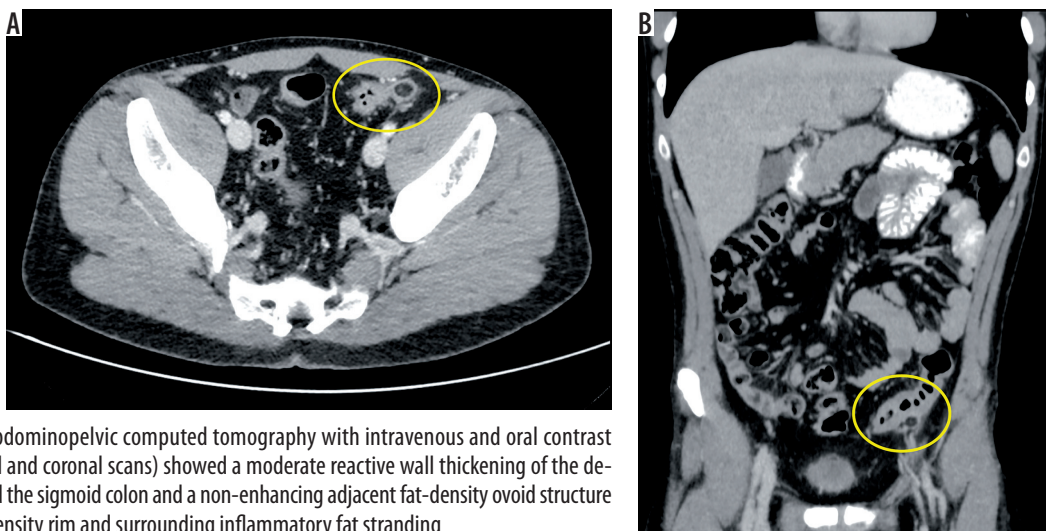 A
B
odominopelvic computed tomography with intravenous and oral contrast
l and coronal scans) showed a moderate reactive wall thickening of the de-
l the sigmoid colon and a non-enhancing adjacent fat-density ovoid structure
ensity rim and surrounding inflammatory fat stranding